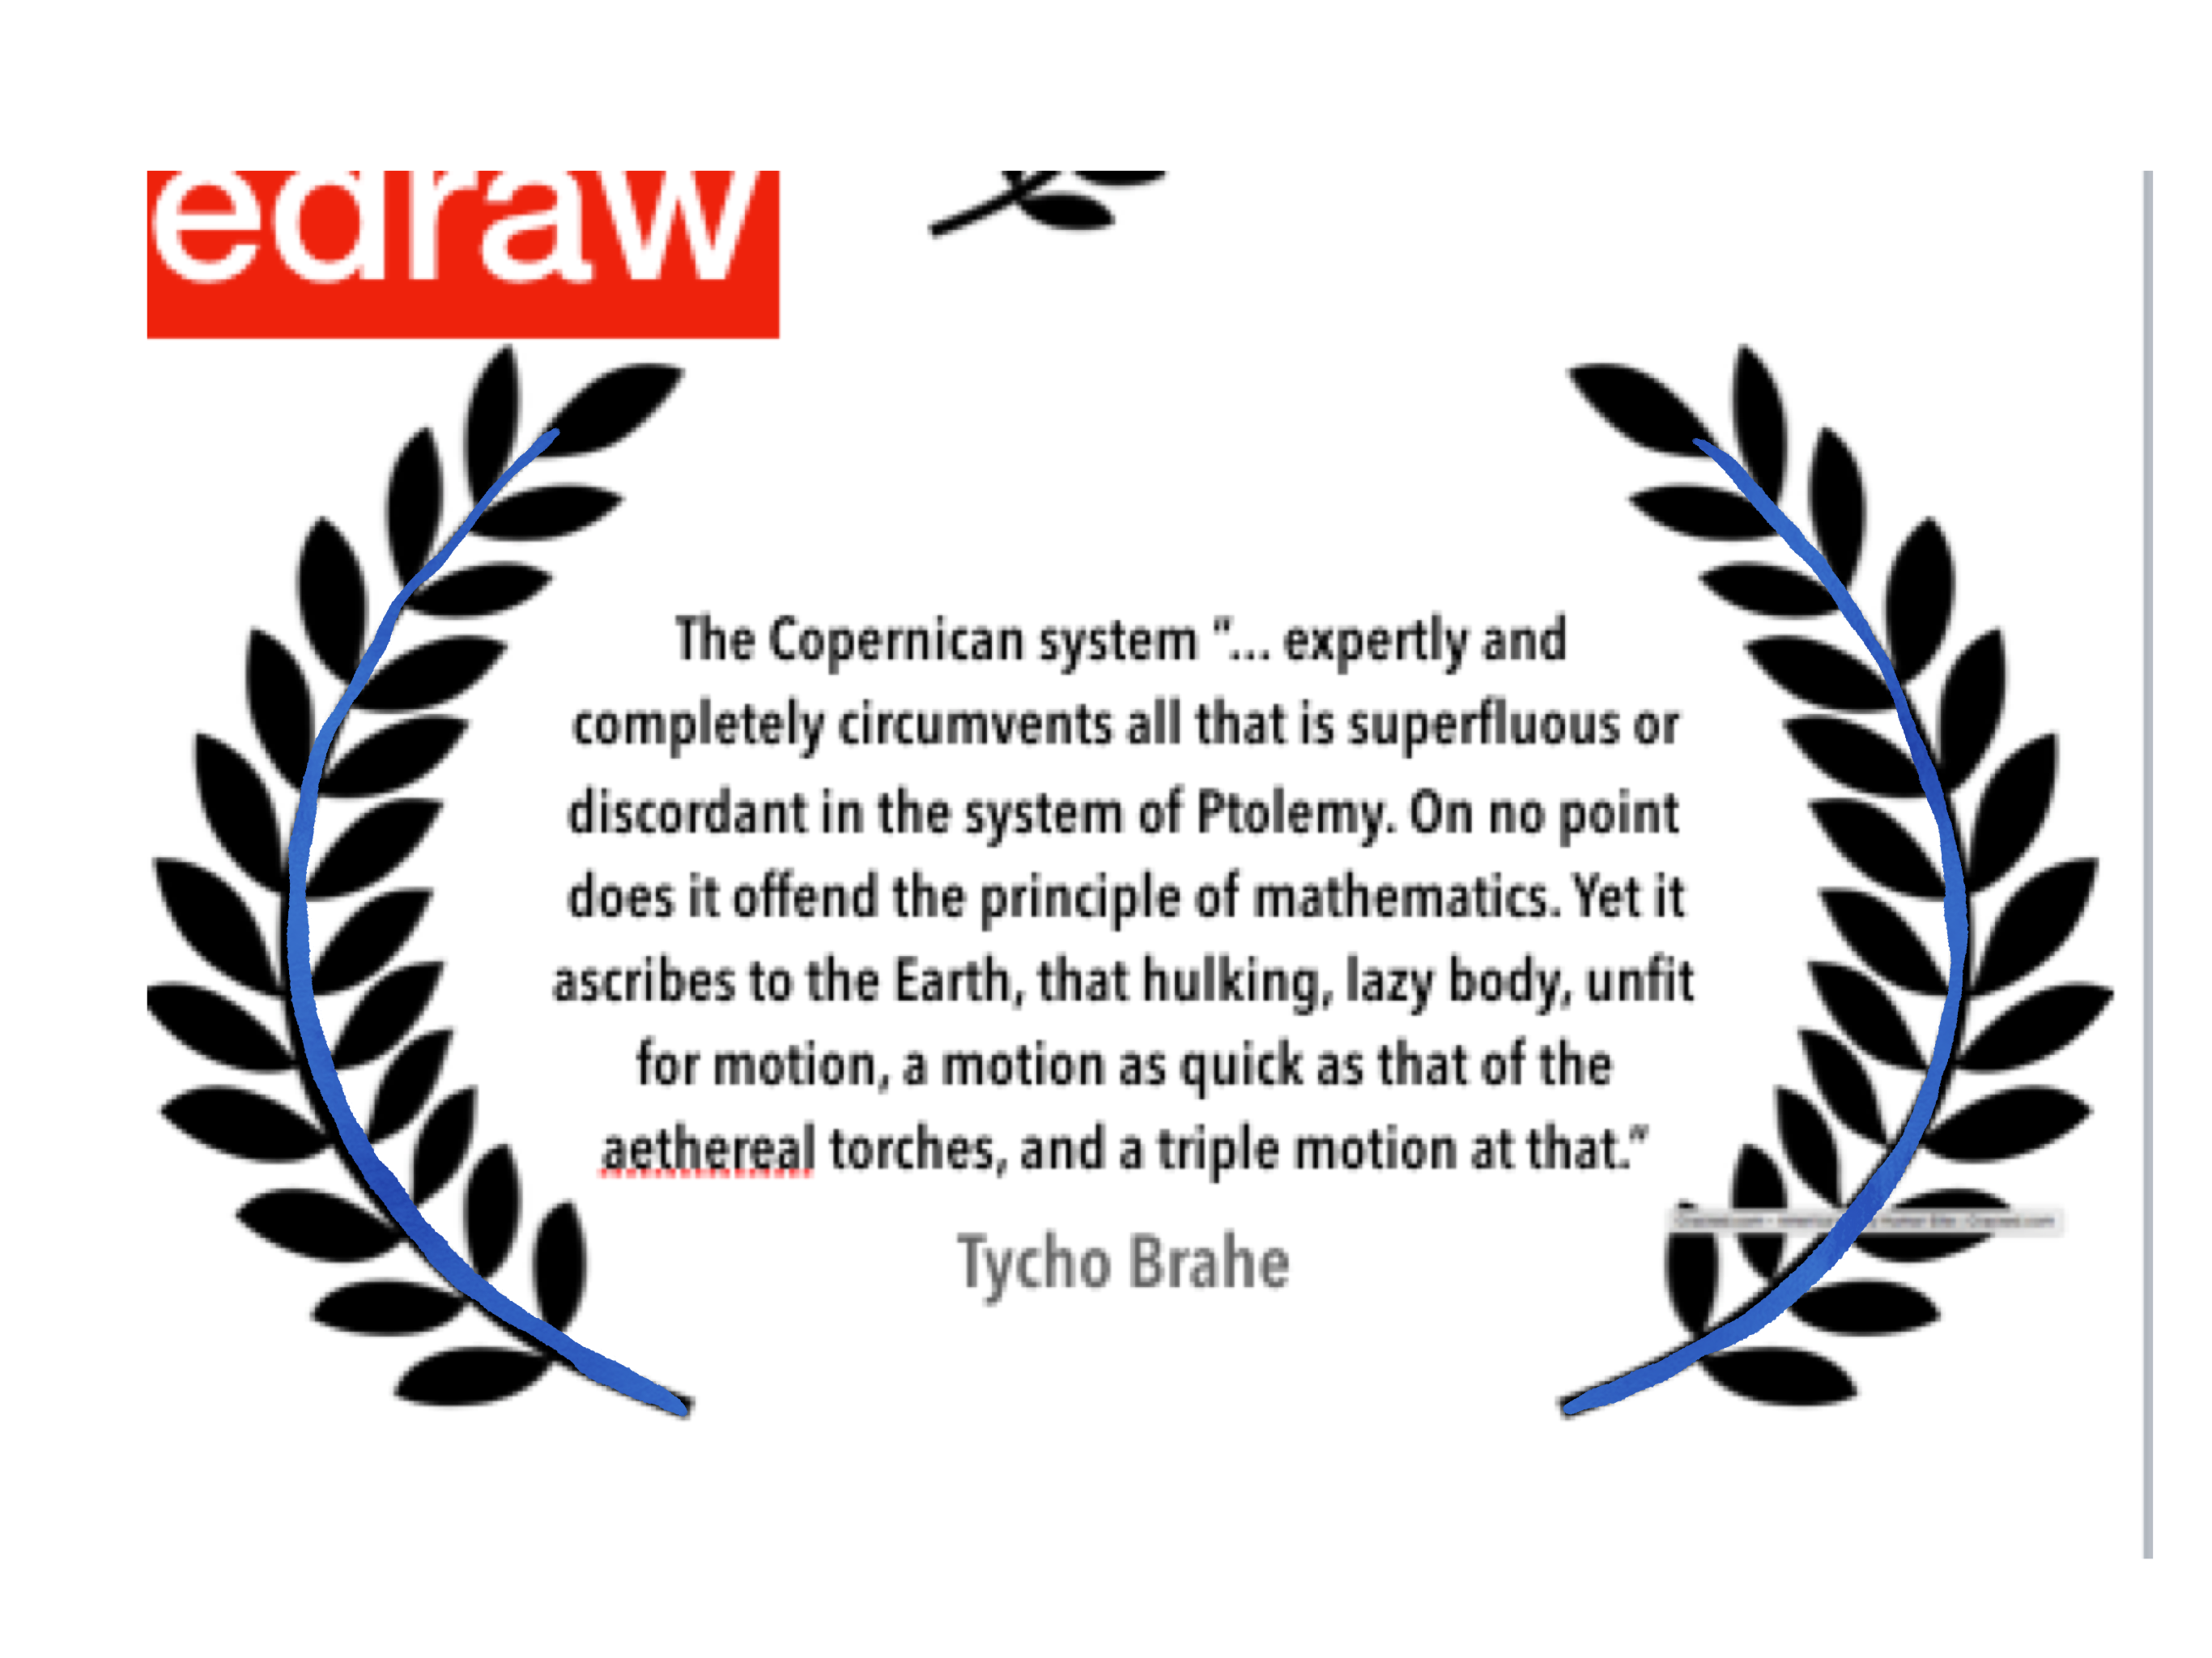 edraw
The Copernican system “... expertly and
completely circumvents all that is superfluous or
discordant in the system of Ptolemy. On no point
does it offend the principle of mathematics. Yet it
ascribes to the Earth, that hulking, lazy body, unfit
for motion, a motion as quick as that of the
aethereal torches, and a triple motion at that.”
Tycho Brahe